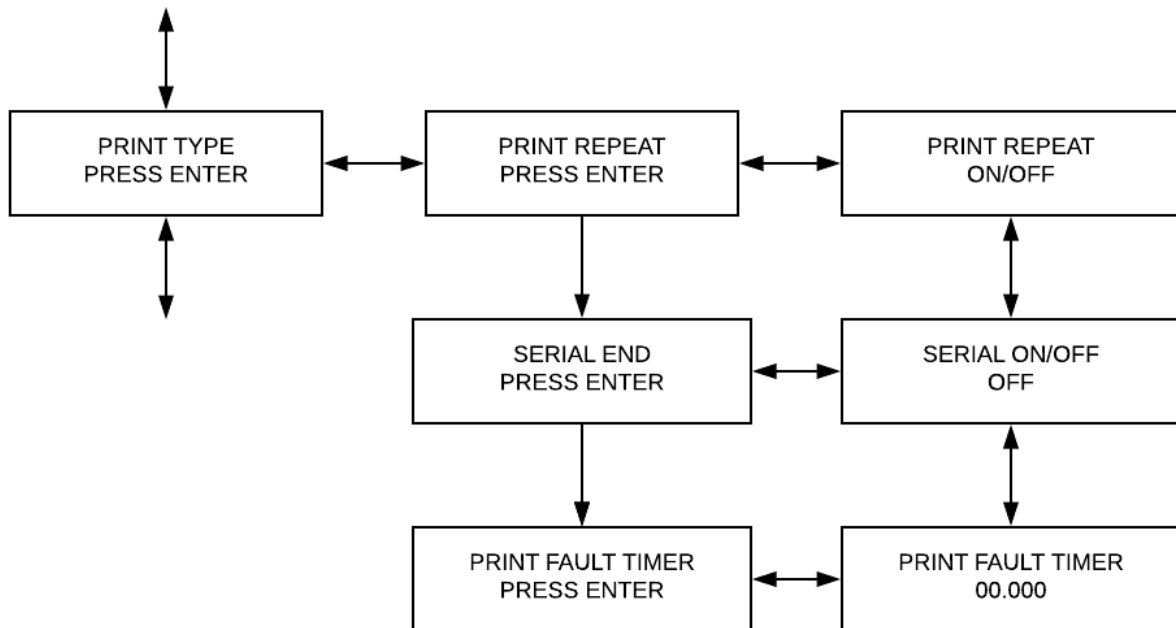 PRINT TYPE
PRESS ENTER
PRINT REPEAT
PRESS ENTER
PRINT REPEAT
ON/OFF
SERIAL END
PRESS ENTER
SERIAL ON/OFF
OFF
PRINT FAULT TIMER
PRESS ENTER
PRINT FAULT TIMER
00.000